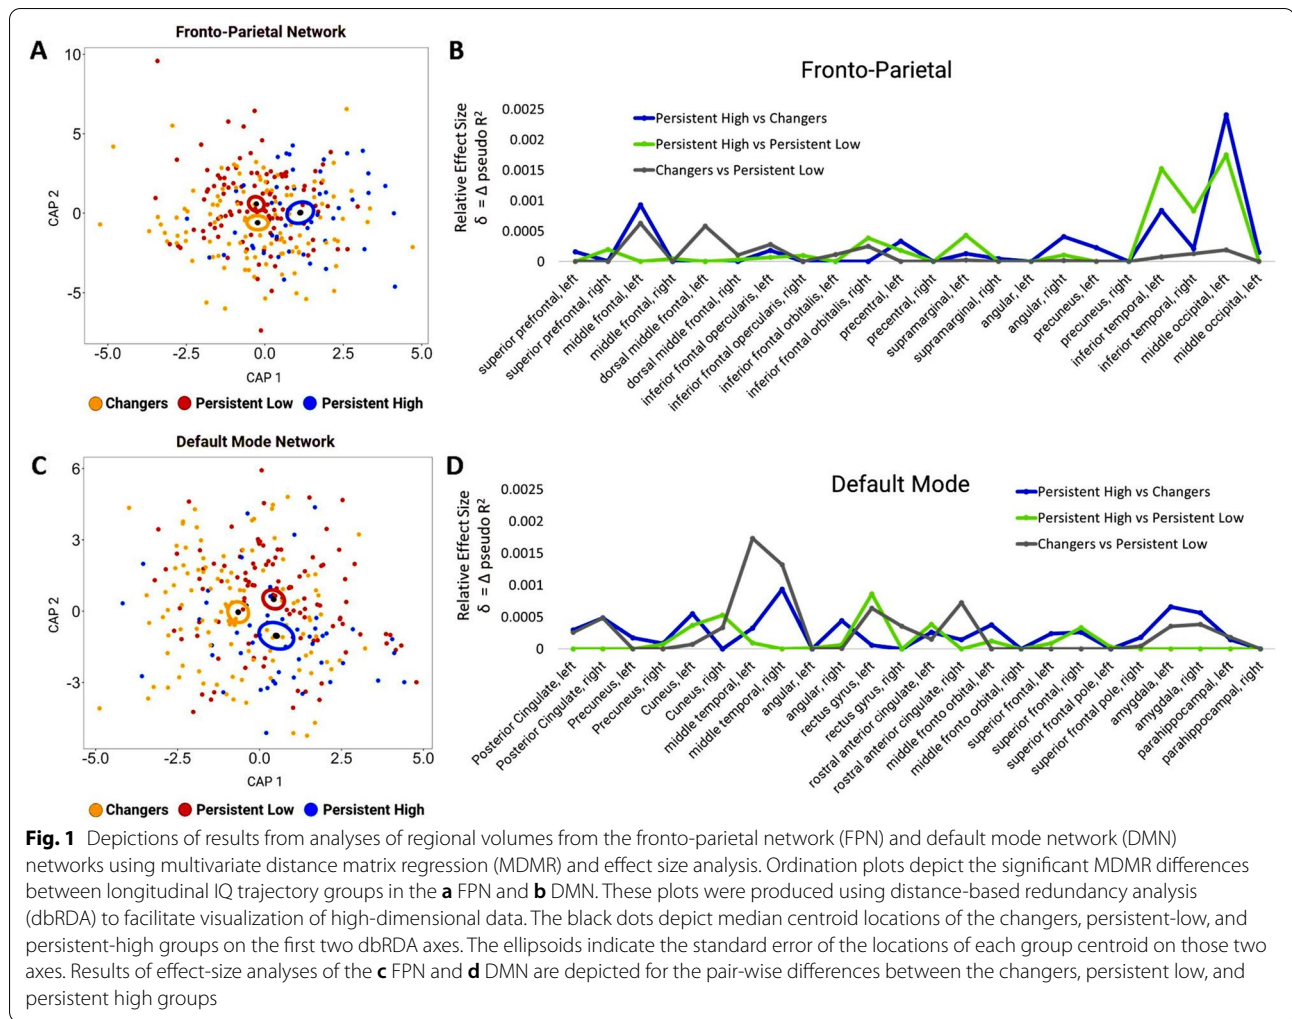 A
Fronto-Parietal Network
10
5
0
-5
CAP 2
-5.0
-2.5
0.0
2.5
5.0
CAP 1
Changers
Persistent Low
Persistent High
B
Fronto-Parietal
Relative Effect Size
δ = Δ pseudo R²
0.0025
0.002
0.0015
0.001
0.0005
0
Persistent High vs Changers
Persistent High vs Persistent Low
Changers vs Persistent Low
superior prefrontal, left
superior prefrontal, right
middle frontal, left
middle frontal, right
dorsal middle frontal, left
dorsal middle frontal, right
inferior frontal opercularis, left
inferior frontal opercularis, right
inferior frontal orbitalis, left
inferior frontal orbitalis, right
precentral, left
precentral, right
supramarginal, left
supramarginal, right
angular, left
angular, right
precuneus, left
precuneus, right
inferior temporal, left
inferior temporal, right
middle occipital, left
middle occipital, left
C
Default Mode Network
6
3
0
-3
CAP 2
-5.0
-2.5
0.0
2.5
5.0
CAP 1
Changers
Persistent Low
Persistent High
D
Default Mode
Relative Effect Size
δ = Δ pseudo R²
0.0025
0.002
0.0015
0.001
0.0005
0
Persistent High vs Changers
Persistent High vs Persistent Low
Changers vs Persistent Low
Posterior Cingulate, left
Posterior Cingulate, right
Precuneus, left
Precuneus, right
Cuneus, left
Cuneus, right
middle temporal, left
middle temporal, right
angular, left
angular, right
rectus gyrus, left
rectus gyrus, right
rostral anterior cingulate, left
rostral anterior cingulate, right
middle fronto orbital, left
middle fronto orbital, right
superior frontal, left
superior frontal, right
superior frontal pole, left
superior frontal pole, right
amygdala, left
amygdala, right
parahippocampal, left
parahippocampal, right
Fig. 1 Depictions of results from analyses of regional volumes from the fronto-parietal network (FPN) and default mode network (DMN)
networks using multivariate distance matrix regression (MDMR) and effect size analysis. Ordination plots depict the significant MDMR differences
between longitudinal IQ trajectory groups in the a FPN and b DMN. These plots were produced using distance-based redundancy analysis
(dbRDA) to facilitate visualization of high-dimensional data. The black dots depict median centroid locations of the changers, persistent-low, and
persistent-high groups on the first two dbRDA axes. The ellipsoids indicate the standard error of the locations of each group centroid on those two
axes. Results of effect-size analyses of the c FPN and d DMN are depicted for the pair-wise differences between the changers, persistent low, and
persistent high groups